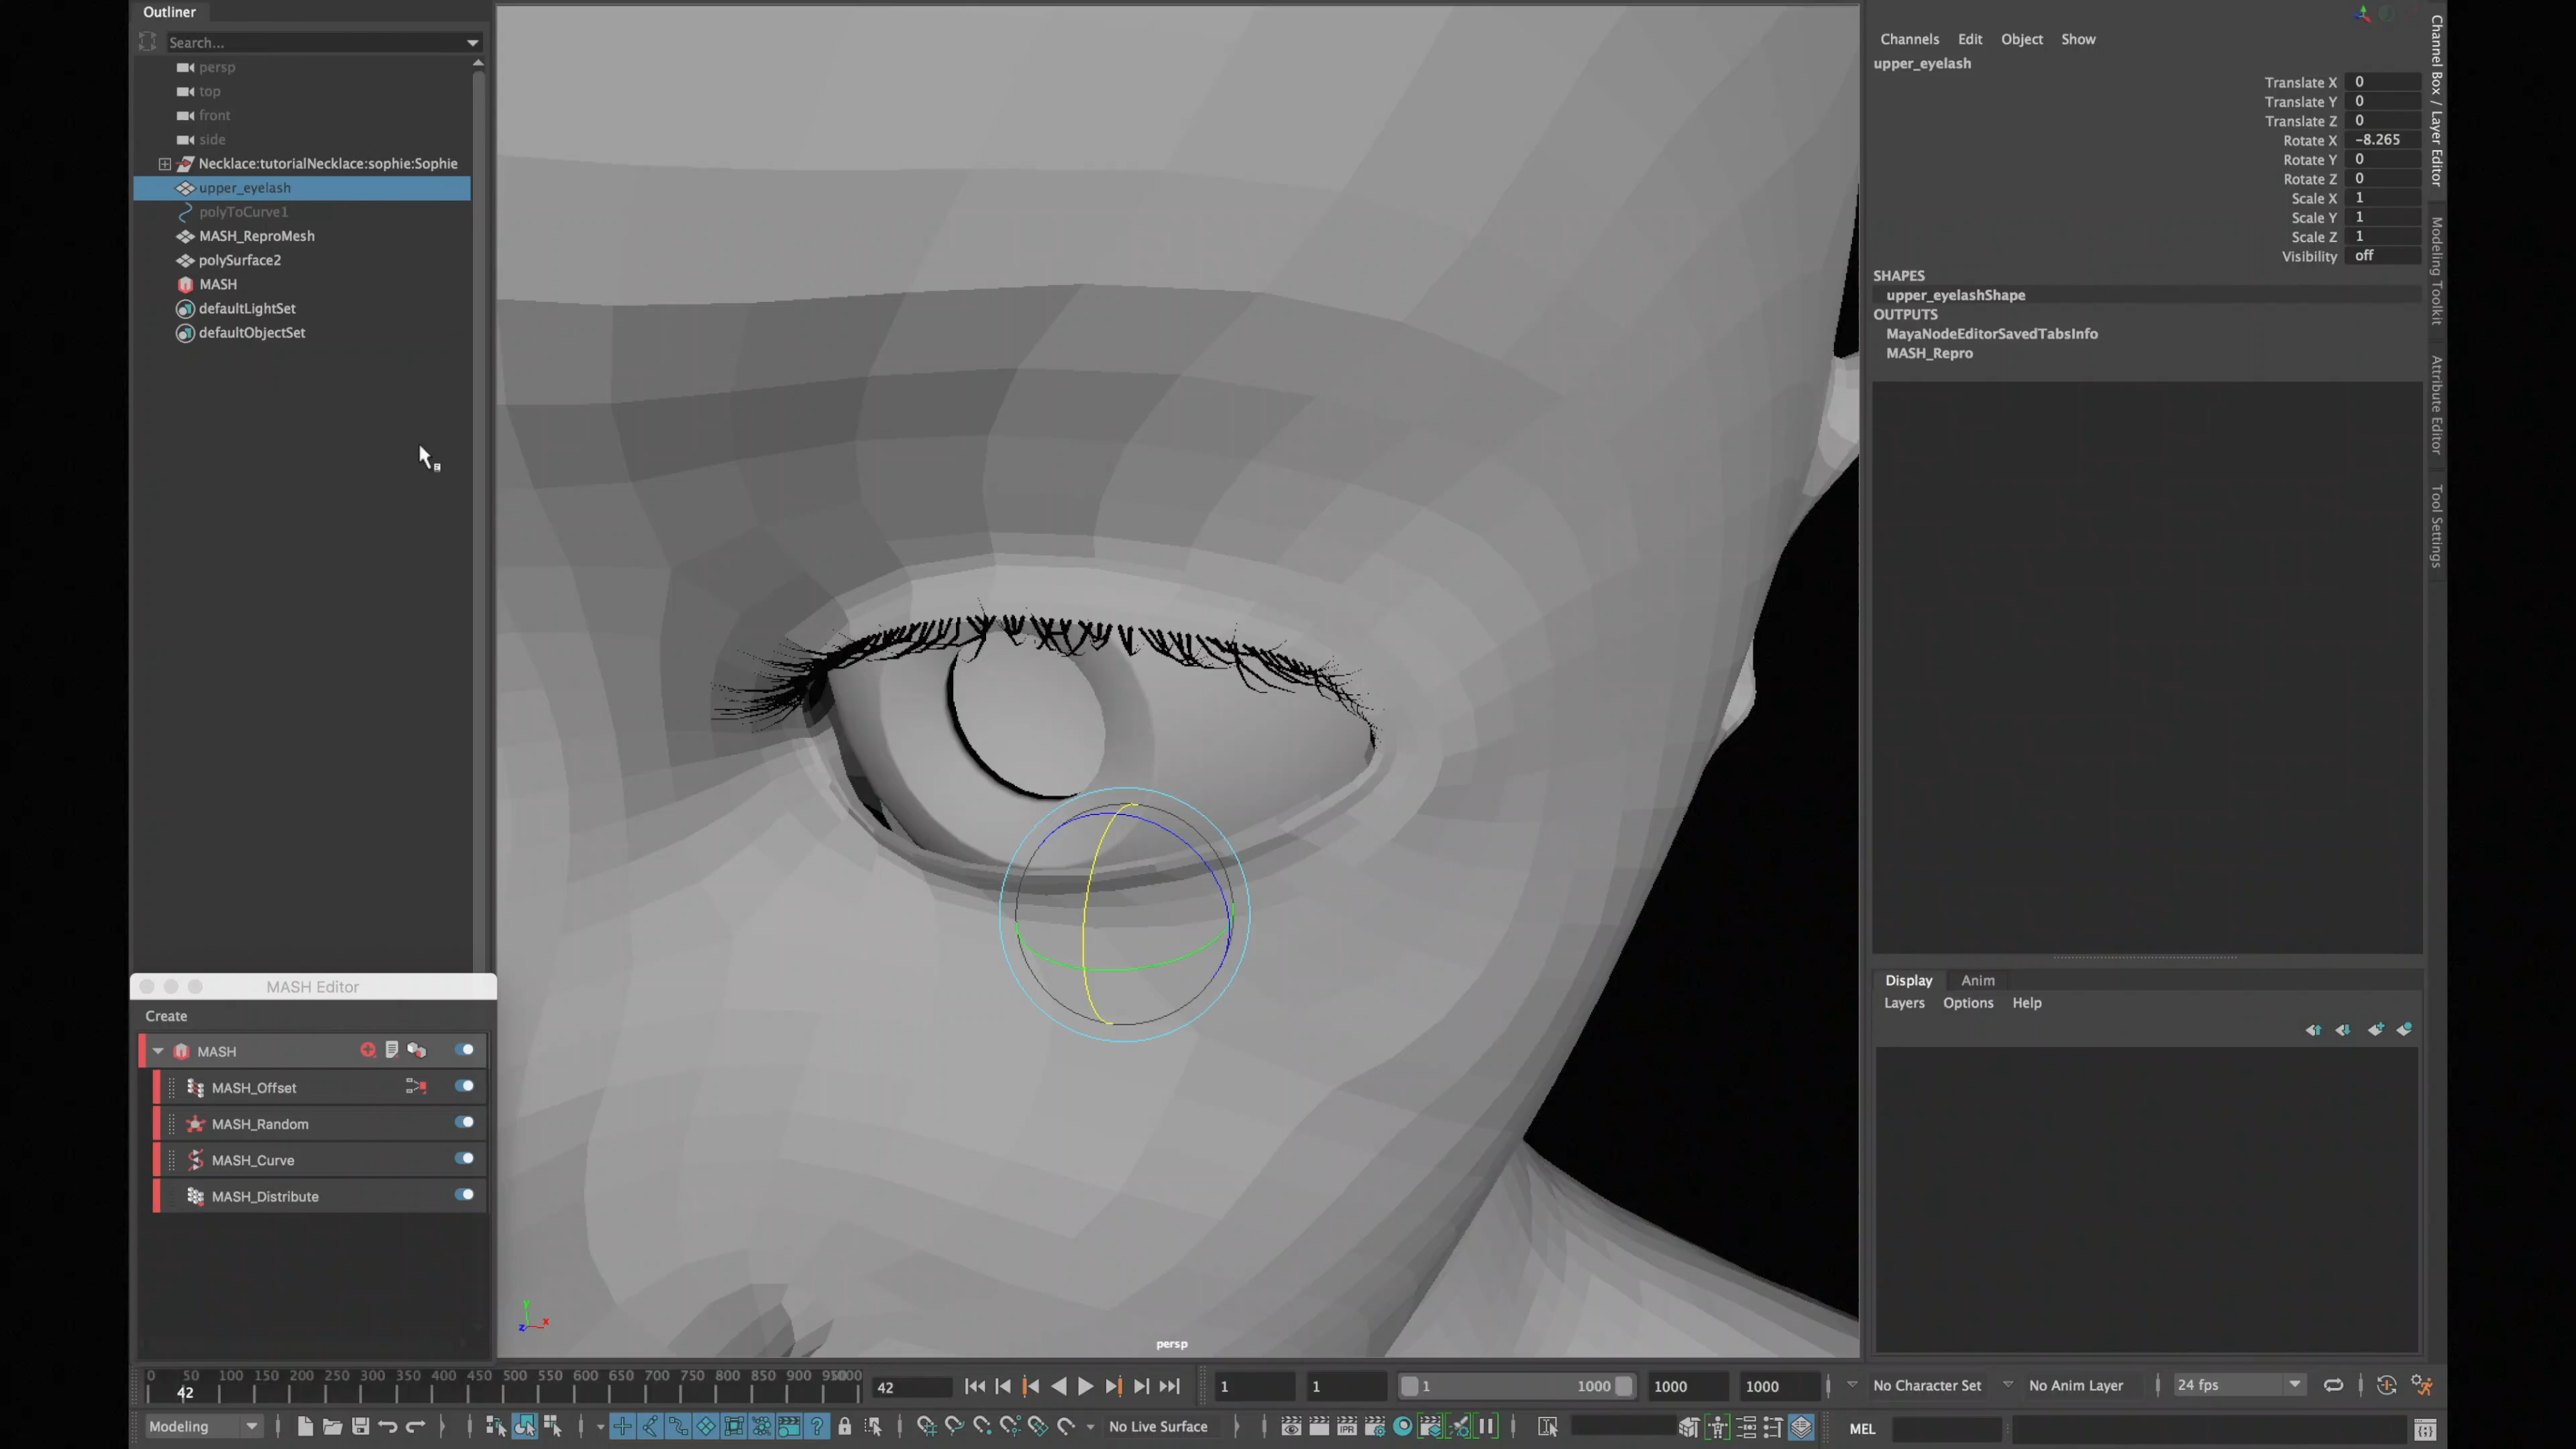 Outliner
Search...
persp
top
front
side
Necklace:tutorialNecklace:sophie:Sophie
upper_eyelash
polyToCurve1
MASH_ReproMesh
polySurface2
MASH
defaultLightSet
defaultObjectSet
MASH Editor
Create
MASH
MASH_Offset
MASH_Random
MASH_Curve
MASH_Distribute
y
z
x
persp
Channels Edit Object Show
upper_eyelash
Translate X 0
Translate Y 0
Translate Z 0
Rotate X -8.265
Rotate Y 0
Rotate Z 0
Scale X 1
Scale Y 1
Scale Z 1
Visibility off
SHAPES
upper_eyelashShape
OUTPUTS
MayaNodeEditorSavedTabsInfo
MASH_Repro
Channel Box / Layer Editor
Modeling Toolkit
Attribute Editor
Tool Settings
Display Anim
Layers Options Help
0 50 100 150 200 250 300 350 400 450 500 550 600 650 700 750 800 850 900
42
42
1 1 1 1000 1000 1000 No Character Set No Anim Layer 24 fps
Modeling
?
IPR
No Live Surface
MEL